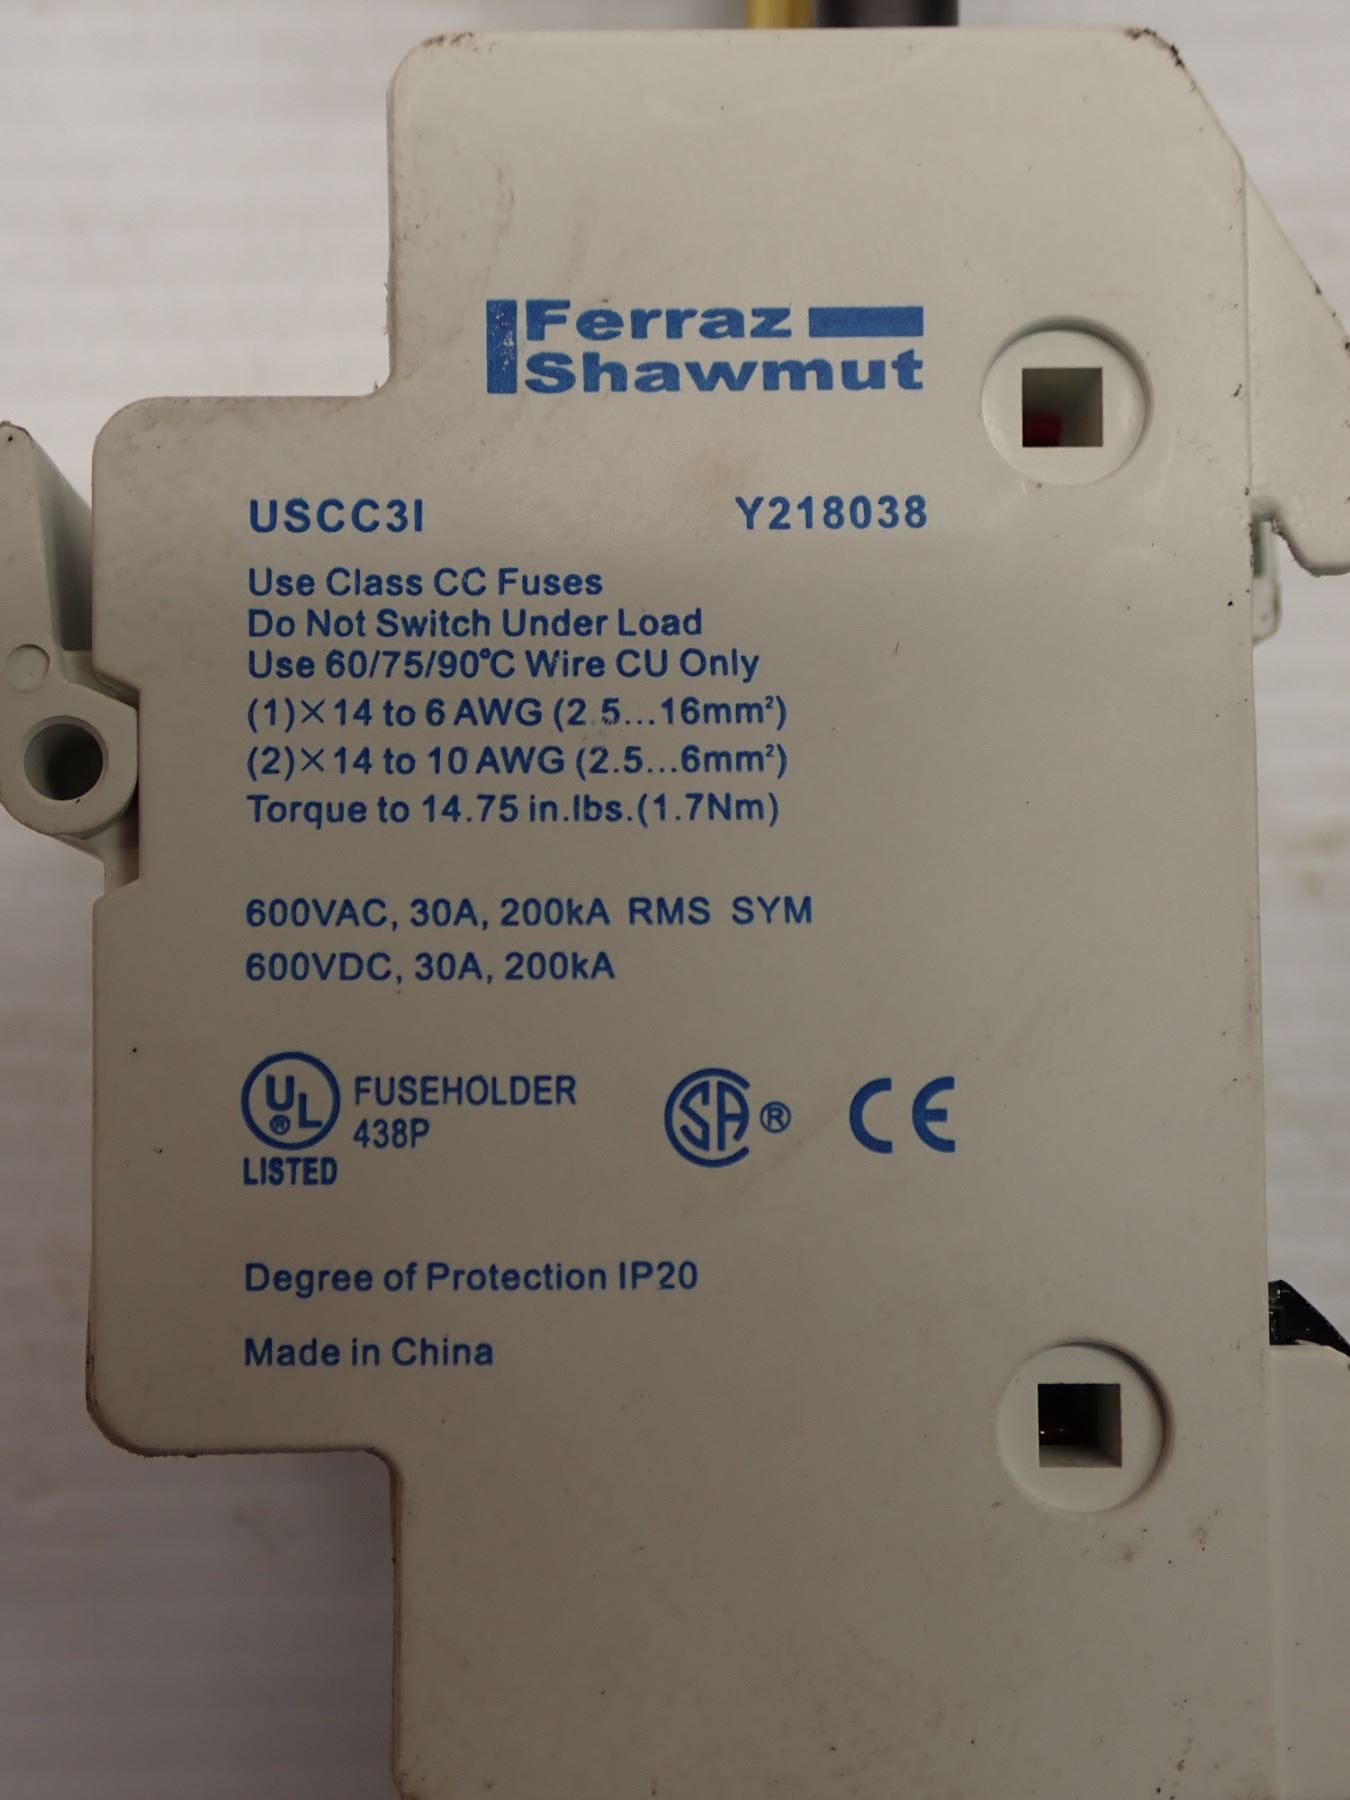 Ferraz
Shawmut
USCC3I Y218038
Use Class CC Fuses
Do Not Switch Under Load
Use 60/75/90°C Wire CU Only
(1)×14 to 6 AWG (2.5...16mm²)
(2)×14 to 10 AWG (2.5...6mm²)
Torque to 14.75 in.lbs.(1.7Nm)
600VAC, 30A, 200kA RMS SYM
600VDC, 30A, 200kA
UL® FUSEHOLDER
438P
LISTED
SA® CE
Degree of Protection IP20
Made in China